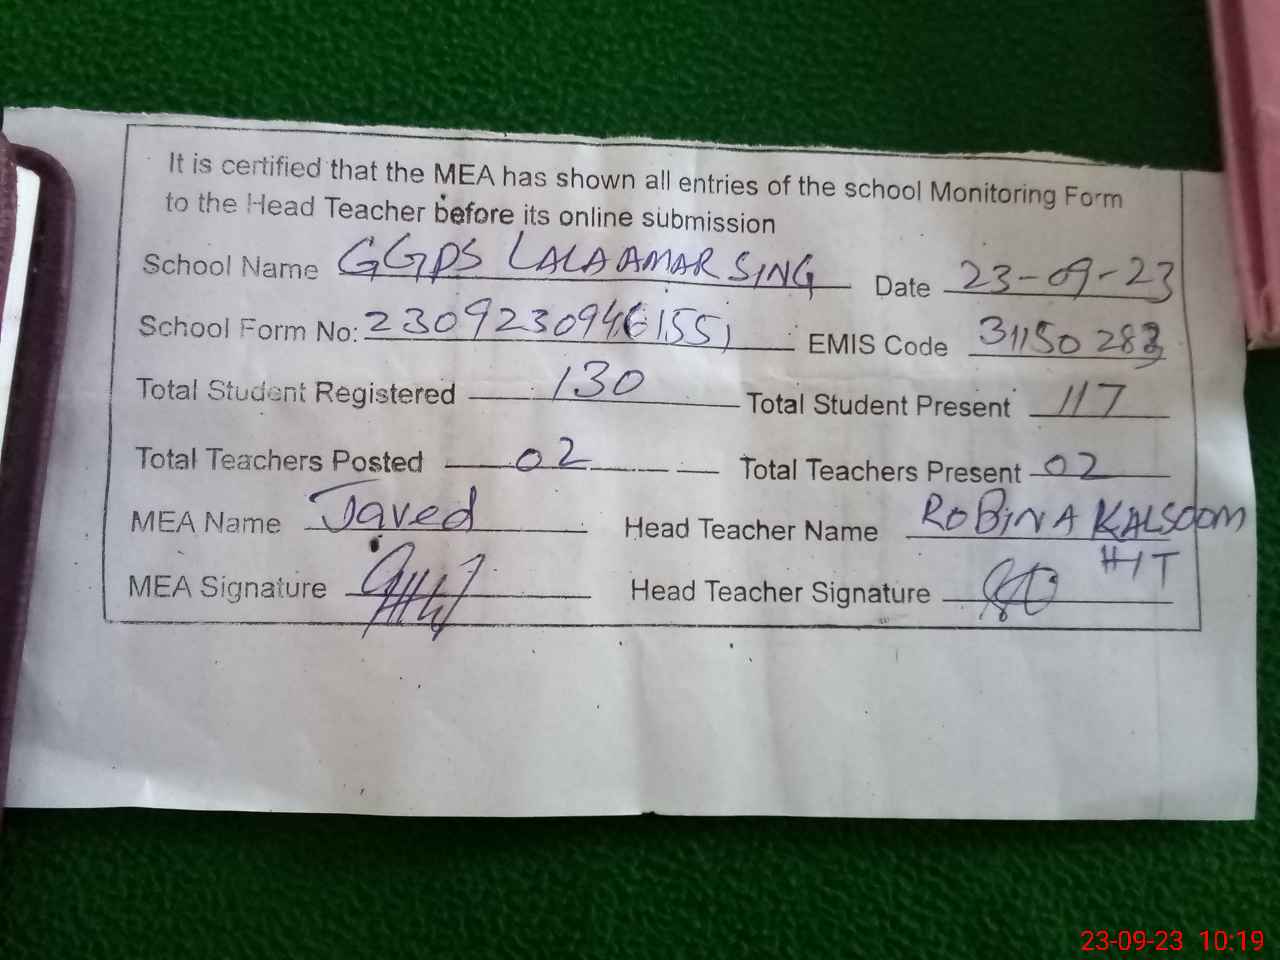 It is certified that the MEA has shown all entries of the school Monitoring Form
to the Head Teacher before its online submission
School Name GGPS LALA AMAR SING Date 23-09-23
School Form No: 23092309461551 EMIS Code 31150283
Total Student Registered 130 Total Student Present 117
Total Teachers Posted 02 Total Teachers Present 02
MEA Name Javed Head Teacher Name ROBINA KALSOOM
H/T
MEA Signature Head Teacher Signature
23-09-23 10:19